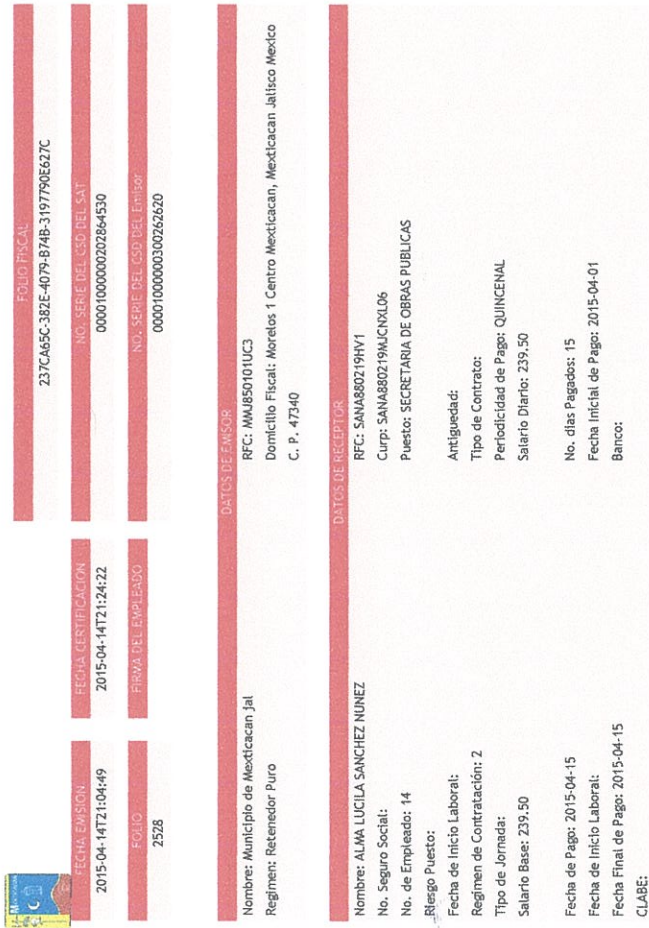 FOLIO FISCAL
237CA65C-382E-4079-B74B-3197790E627C
FECHA EMISION
FECHA CERTIFICACION
NO. SERIE DEL CSD DEL SAT
2015-04-14T21:04:49
2015-04-14T21:24:22
00001000000202864530
FOLIO
FIRMA DEL EMPLEADO
NO. SERIE DEL CSD DEL Emisor
2528
00001000000300262620
DATOS DE EMISOR
Nombre: Municipio de Mexticacan Jal
RFC: MMJ850101UC3
Regimen: Retenedor Puro
Domicilio Fiscal: Morelos 1 Centro Mexticacan, Mexticacan Jalisco Mexico
C. P. 47340
DATOS DE RECEPTOR
Nombre: ALMA LUCILA SANCHEZ NUNEZ
RFC: SANA880219HV1
No. Seguro Social:
Curp: SANA880219MJCNXL06
No. de Empleado: 14
Puesto: SECRETARIA DE OBRAS PUBLICAS
Riesgo Puesto:
Fecha de Inicio Laboral:
Antiguedad:
Regimen de Contratación: 2
Tipo de Contrato:
Tipo de Jornada:
Periodicidad de Pago: QUINCENAL
Salario Base: 239.50
Salario Diario: 239.50
Fecha de Pago: 2015-04-15
No. dias Pagados: 15
Fecha de Inicio Laboral:
Fecha Inicial de Pago: 2015-04-01
Fecha Final de Pago: 2015-04-15
Banco:
CLABE: